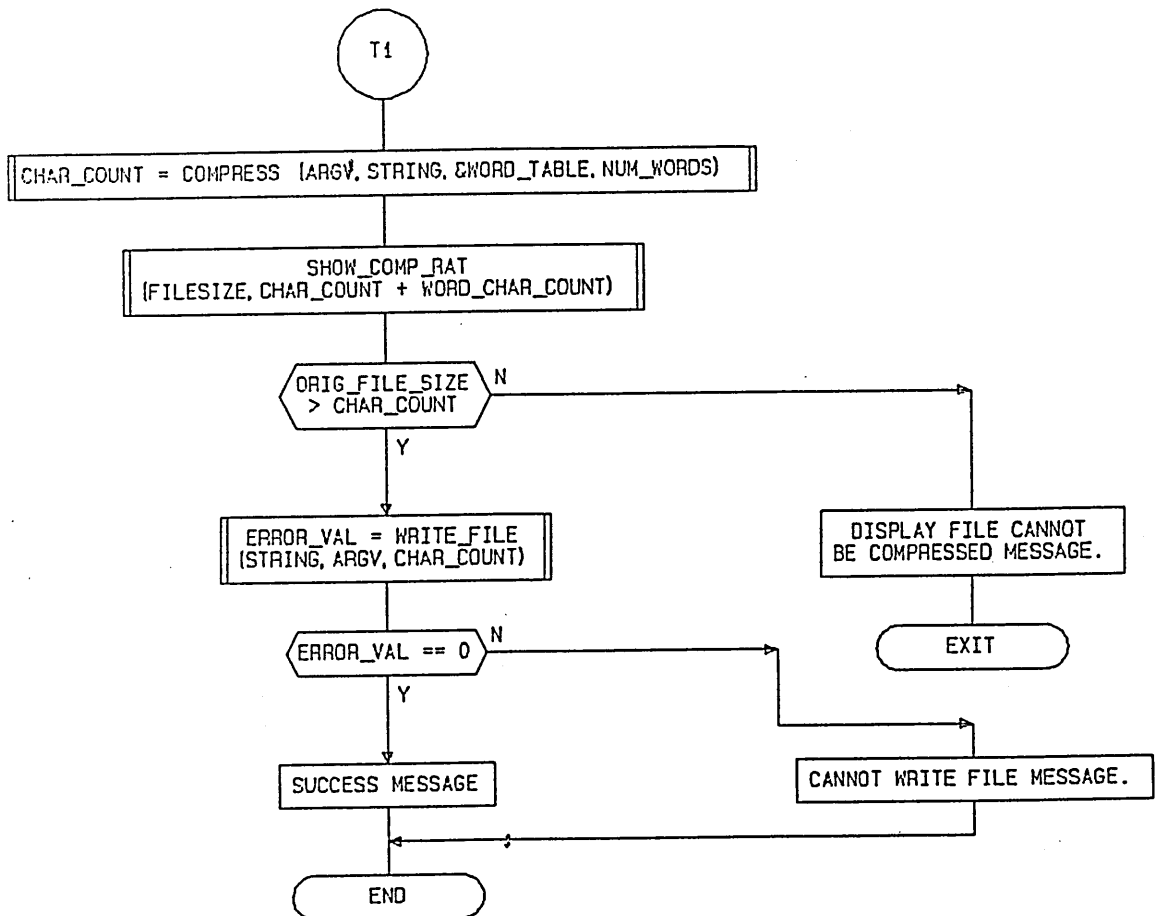 T1
CHAR_COUNT = COMPRESS (ARGV, STRING, &WORD_TABLE, NUM_WORDS)
SHOW_COMP_RAT
(FILESIZE, CHAR_COUNT + WORD_CHAR_COUNT)
ORIG_FILE_SIZE
> CHAR_COUNT
N
Y
ERROR_VAL = WRITE_FILE
(STRING, ARGV, CHAR_COUNT)
DISPLAY FILE CANNOT
BE COMPRESSED MESSAGE.
EXIT
ERROR_VAL == 0
N
Y
SUCCESS MESSAGE
CANNOT WRITE FILE MESSAGE.
END